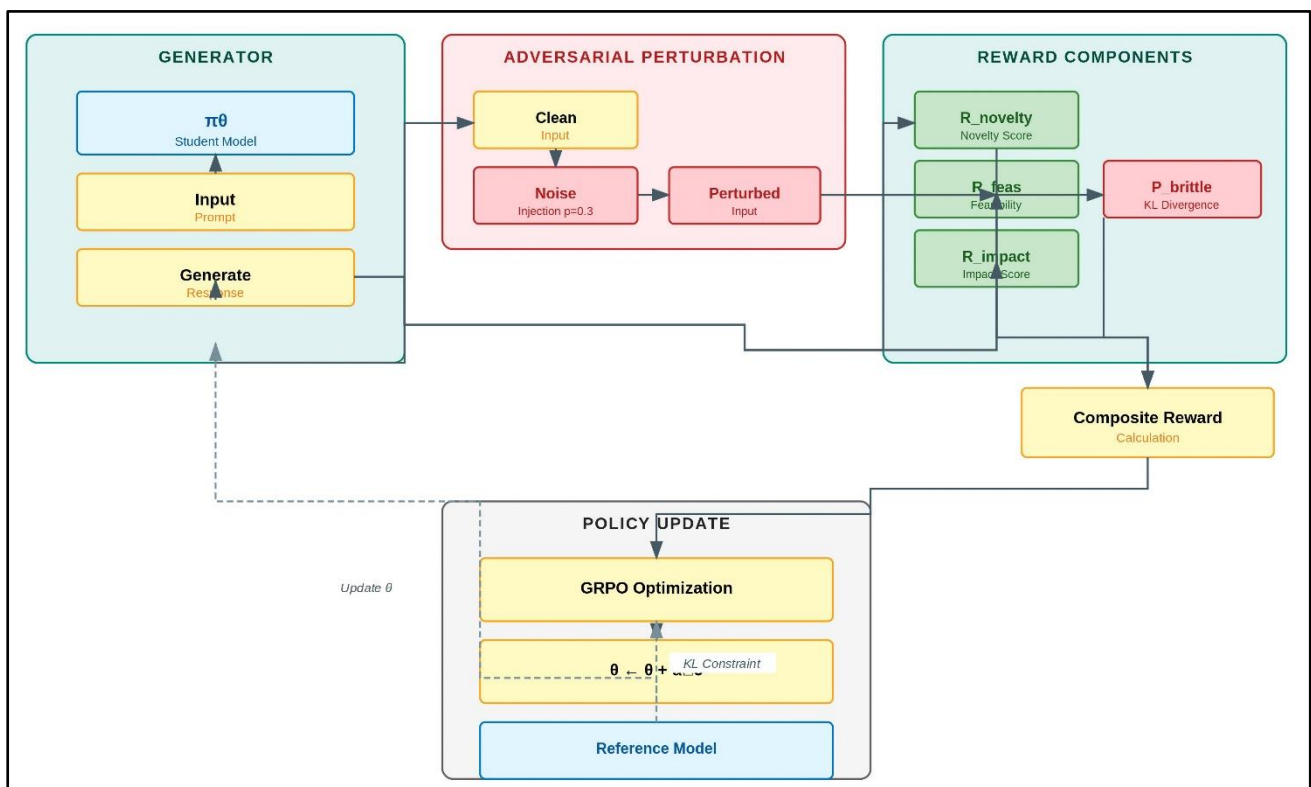 GENERATOR
πθ
Student Model
Input
Prompt
Generate
Response
ADVERSARIAL PERTURBATION
Clean
Input
Noise
Injection p=0.3
Perturbed
Input
REWARD COMPONENTS
R_novelty
Novelty Score
R_feas
Feasibility
R_impact
Impact Score
P_brittle
KL Divergence
Composite Reward
Calculation
POLICY UPDATE
GRPO Optimization
Update θ
KL Constraint
θ ← θ +
Reference Model